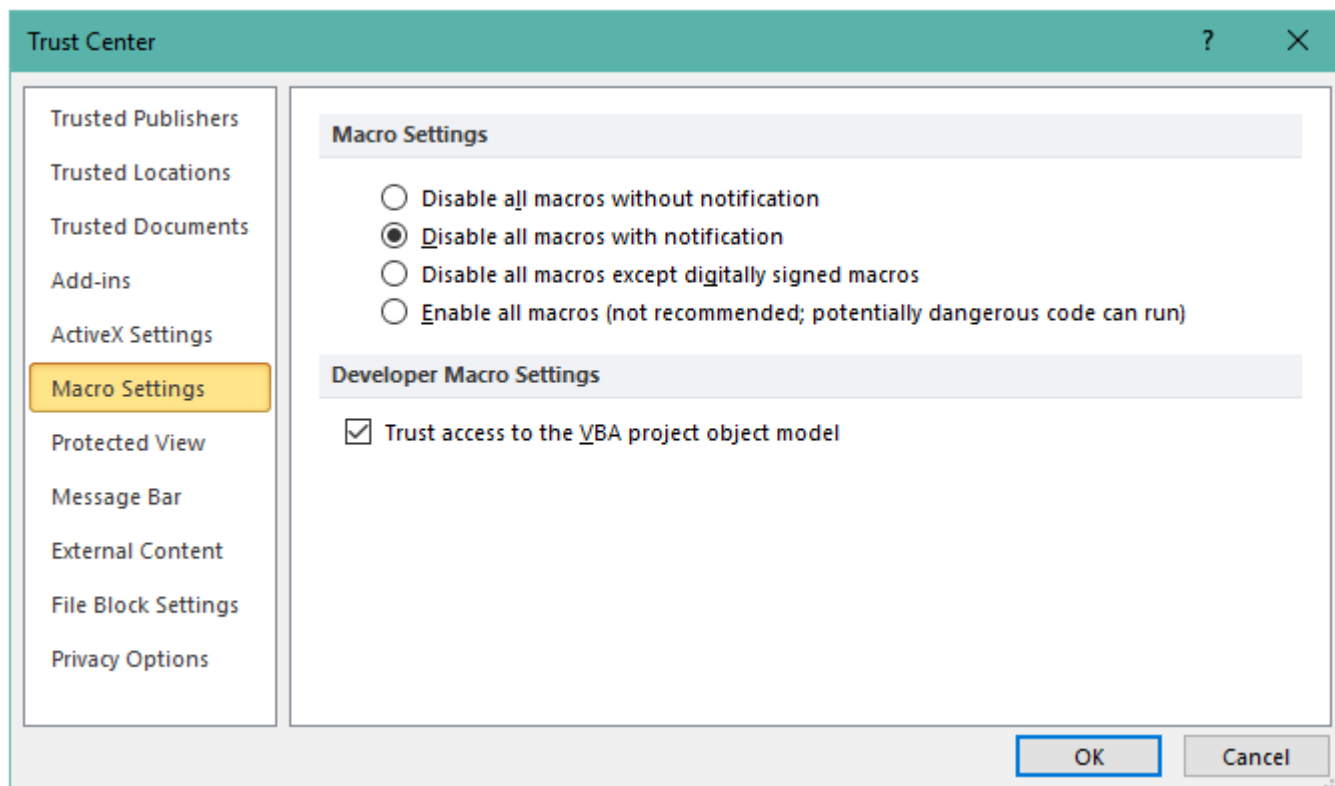 Trust Center
?
Trusted Publishers
Trusted Locations
Trusted Documents
Add-ins
ActiveX Settings
Macro Settings
Protected View
Message Bar
External Content
File Block Settings
Privacy Options
Macro Settings
Disable all macros without notification
Disable all macros with notification
Disable all macros except digitally signed macros
Enable all macros (not recommended; potentially dangerous code can run)
Developer Macro Settings
Trust access to the VBA project object model
OK
Cancel